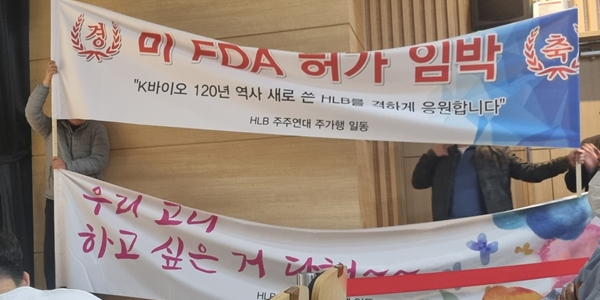 경 미 FDA 허가 임박 축
"K바이오 120년 역사 새로 쓴 HLB를 격하게 응원합니다"
HLB 주주연대 주가행 일동
우리 고니
하고 싶은 거 다해~~
HLB